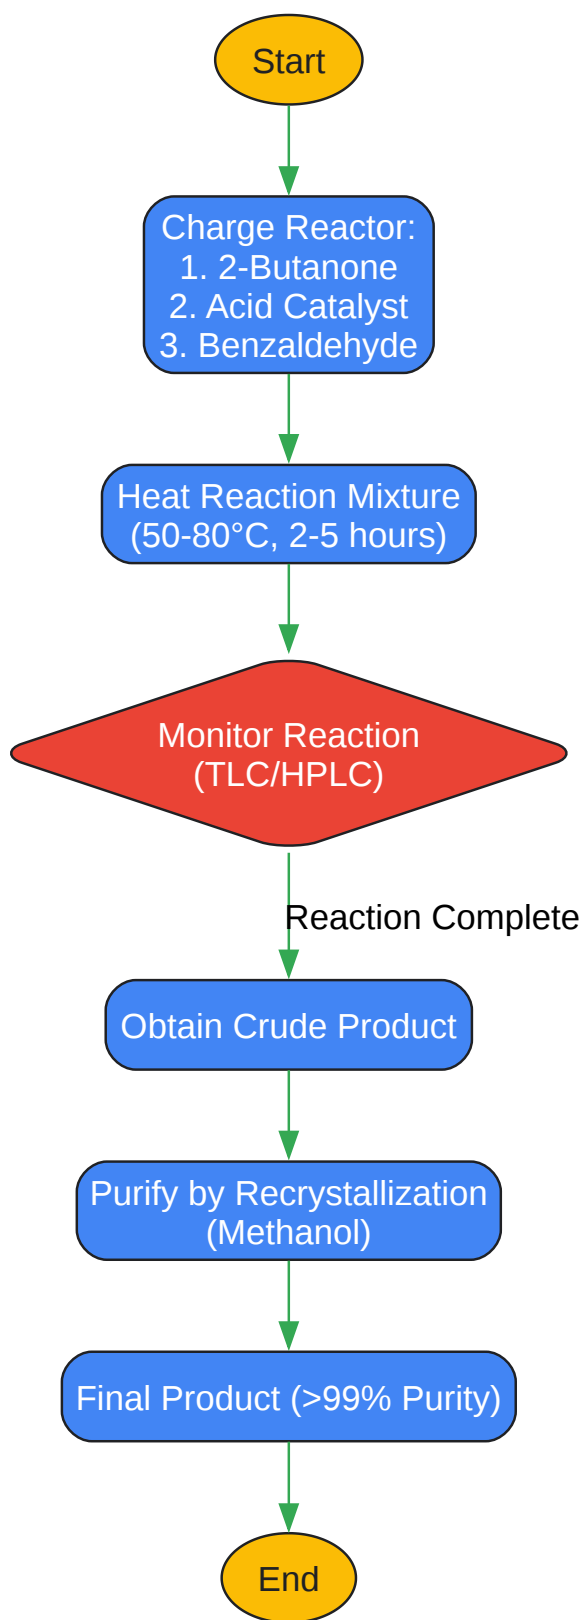 Start
Charge Reactor:
1. 2-Butanone
2. Acid Catalyst
3. Benzaldehyde
Heat Reaction Mixture
(50-80°C, 2-5 hours)
Monitor Reaction
(TLC/HPLC)
Reaction Complete
Obtain Crude Product
Purify by Recrystallization
(Methanol)
Final Product (>99% Purity)
End